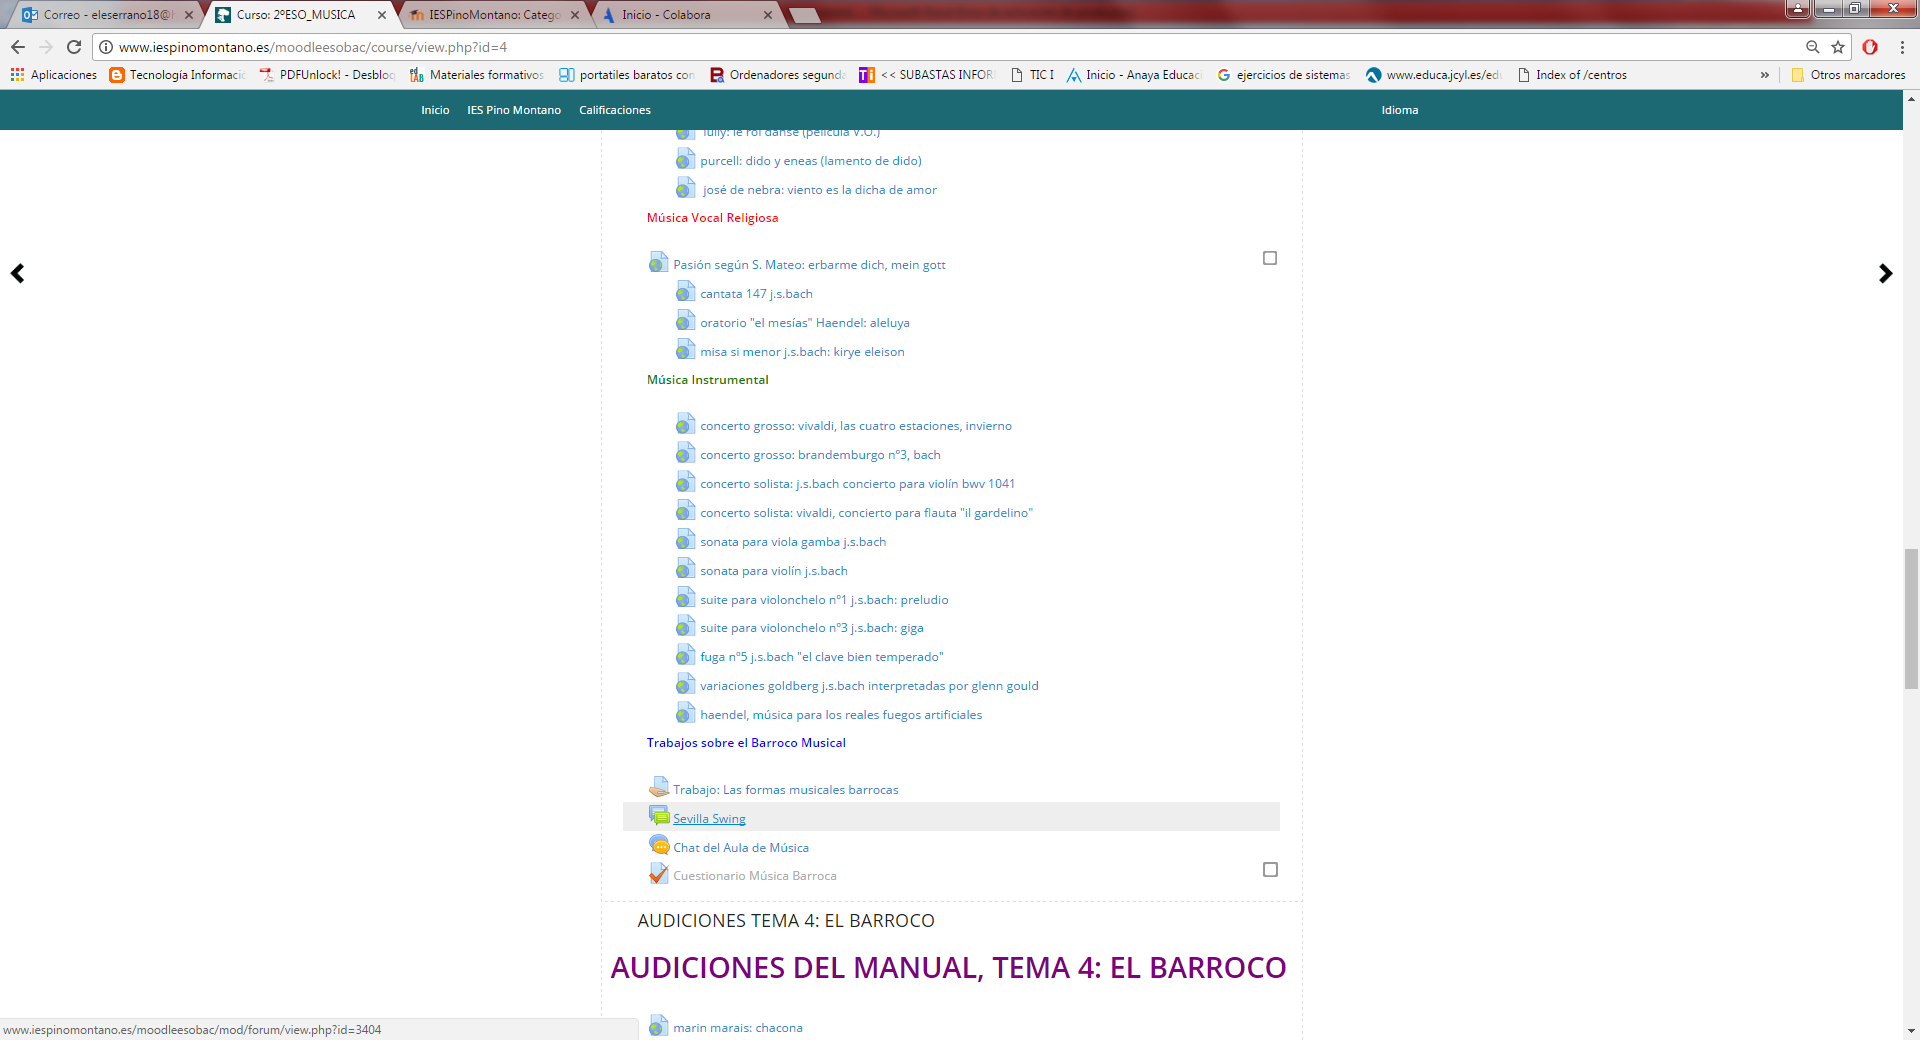 Correo - eleserrano18@h
Curso: 2ºESO_MUSICA
IESPinoMontano: Catego
Inicio - Colabora
www.iespinomontano.es/moodleesobac/course/view.php?id=4
Aplicaciones
Tecnología Informació
PDFUnlock! - Desbloq
Materiales formativos
portatiles baratos con
Ordenadores segunda
<< SUBASTAS INFOR
TIC I
Inicio - Anaya Educac
ejercicios de sistemas
www.educa.jcyl.es/edu
Index of /centros
»
Otros marcadores
Inicio
IES Pino Montano
Calificaciones
Idioma
lully: le roi danse (película V.O.)
purcell: dido y eneas (lamento de dido)
josé de nebra: viento es la dicha de amor
Música Vocal Religiosa
Pasión según S. Mateo: erbarme dich, mein gott
cantata 147 j.s.bach
oratorio "el mesías" Haendel: aleluya
misa si menor j.s.bach: kirye eleison
Música Instrumental
concerto grosso: vivaldi, las cuatro estaciones, invierno
concerto grosso: brandemburgo nº3, bach
concerto solista: j.s.bach concierto para violín bwv 1041
concerto solista: vivaldi, concierto para flauta "il gardelino"
sonata para viola gamba j.s.bach
sonata para violín j.s.bach
suite para violonchelo nº1 j.s.bach: preludio
suite para violonchelo nº3 j.s.bach: giga
fuga nº5 j.s.bach "el clave bien temperado"
variaciones goldberg j.s.bach interpretadas por glenn gould
haendel, música para los reales fuegos artificiales
Trabajos sobre el Barroco Musical
Trabajo: Las formas musicales barrocas
Sevilla Swing
Chat del Aula de Música
Cuestionario Música Barroca
AUDICIONES TEMA 4: EL BARROCO
AUDICIONES DEL MANUAL, TEMA 4: EL BARROCO
marin marais: chacona
www.iespinomontano.es/moodleesobac/mod/forum/view.php?id=3404